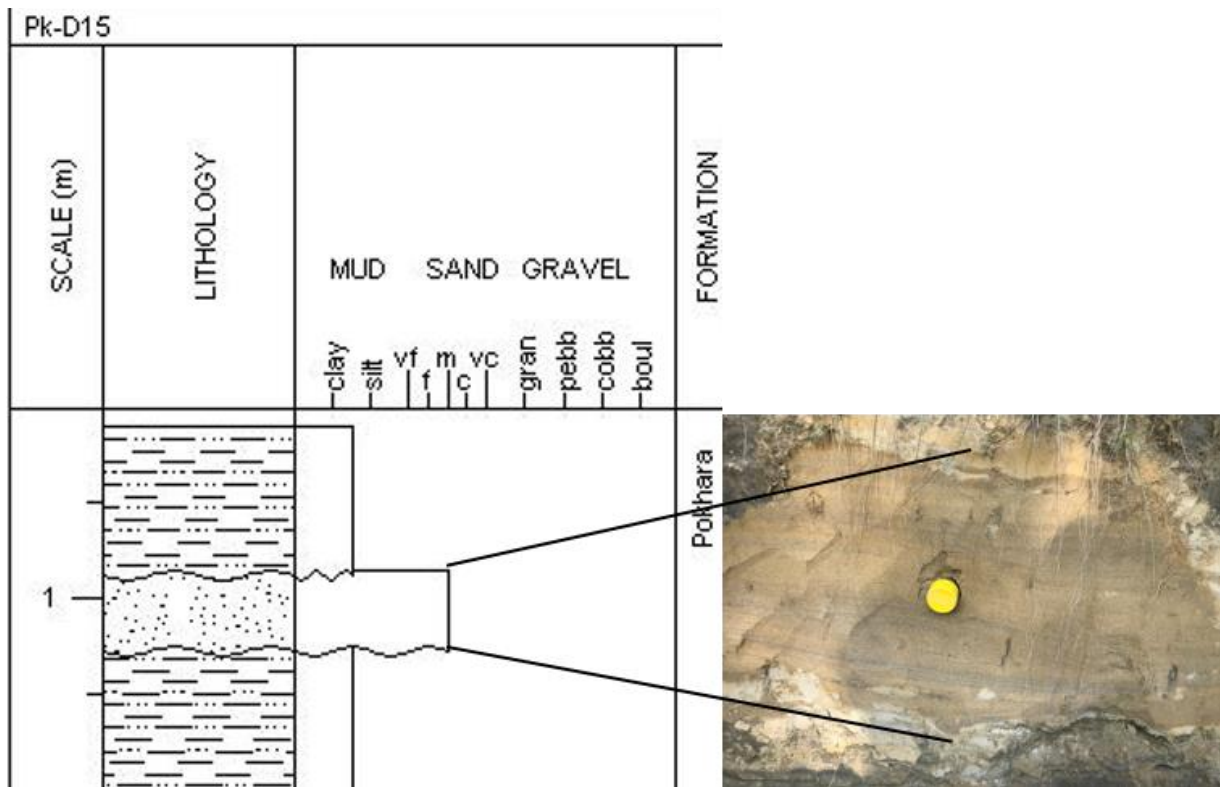 Pk-D15
SCALE (m)
LITHOLOGY
MUD SAND GRAVEL
FORMATION
clay
silt
vf
f
m
c
vc
gran
pebb
cobb
boul
Pokhara
1